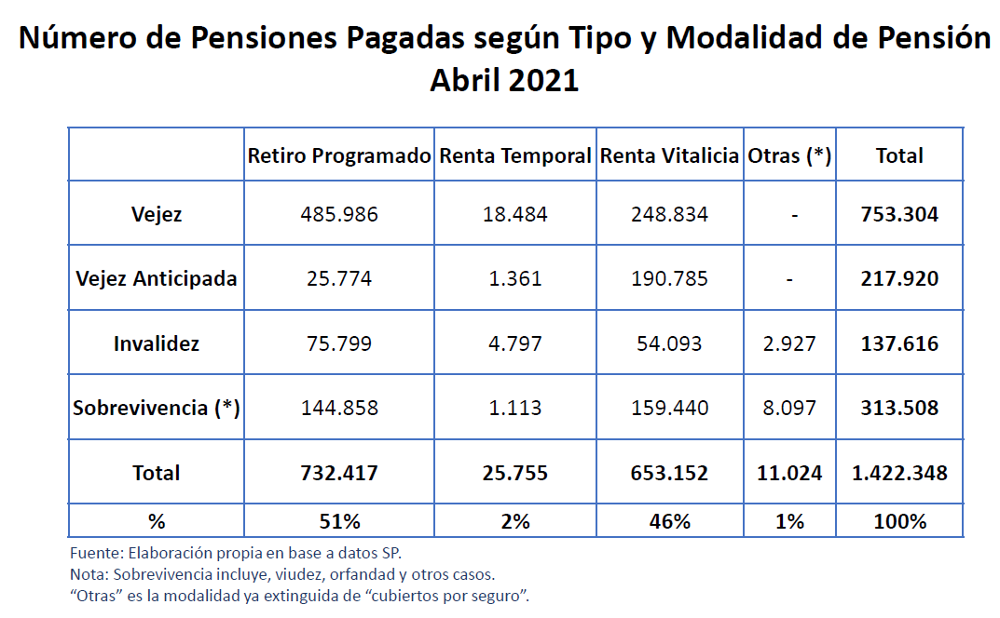 Número de Pensiones Pagadas según Tipo y Modalidad de Pensión
Abril 2021
Retiro Programado Renta Temporal Renta Vitalicia Otras (*) Total
Vejez 485.986 18.484 248.834 - 753.304
Vejez Anticipada 25.774 1.361 190.785 - 217.920
Invalidez 75.799 4.797 54.093 2.927 137.616
Sobrevivencia (*) 144.858 1.113 159.440 8.097 313.508
Total 732.417 25.755 653.152 11.024 1.422.348
% 51% 2% 46% 1% 100%
Fuente: Elaboración propia en base a datos SP.
Nota: Sobrevivencia incluye, viudez, orfandad y otros casos.
“Otras” es la modalidad ya extinguida de “cubiertos por seguro”.